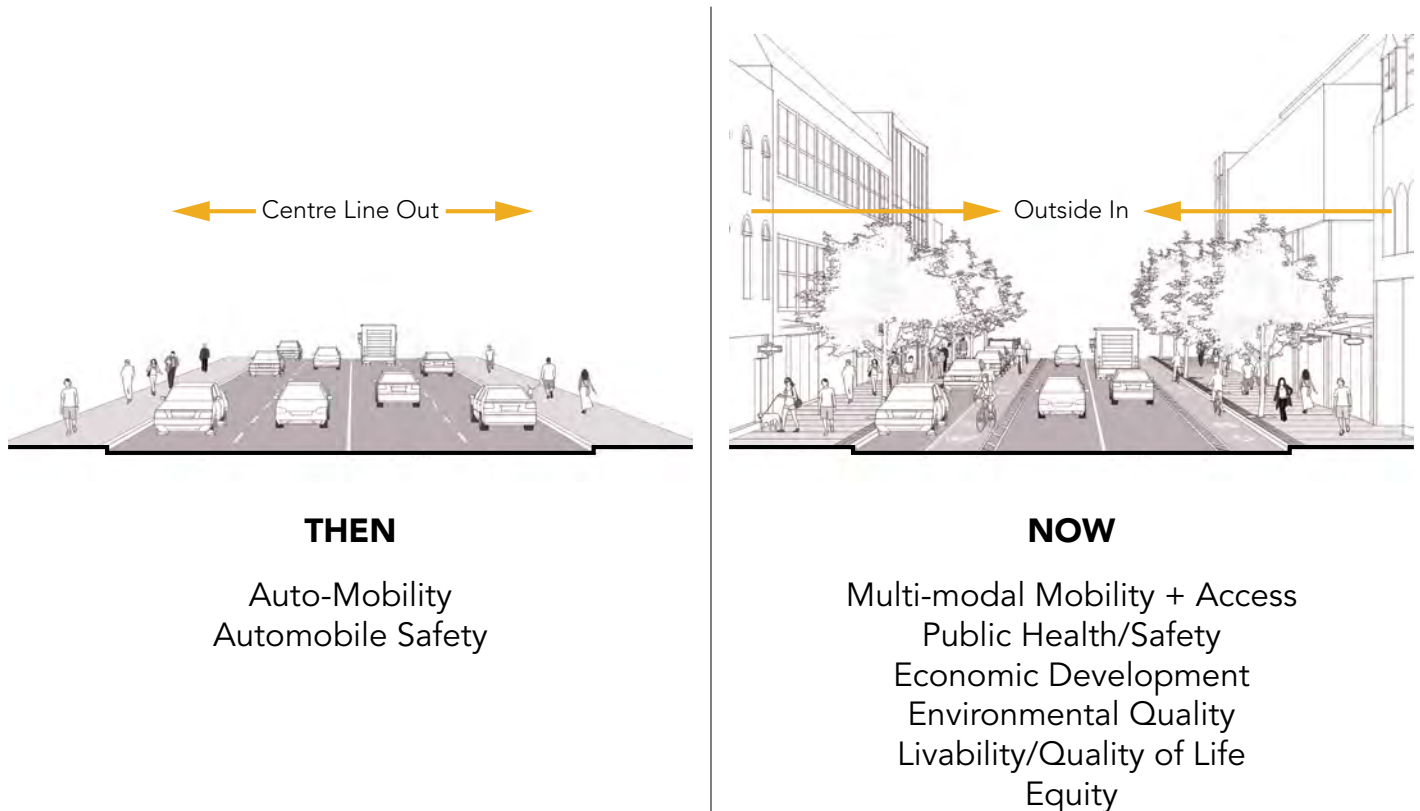 Centre Line Out
THEN
Auto-Mobility
Automobile Safety
Outside In
NOW
Multi-modal Mobility + Access
Public Health/Safety
Economic Development
Environmental Quality
Livability/Quality of Life
Equity